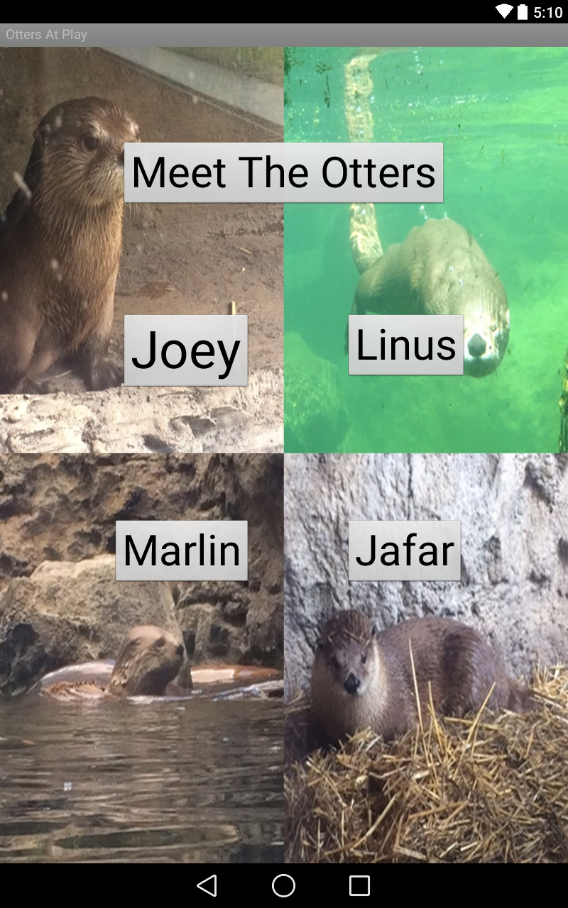 5:10
Otters At Play
Meet The Otters
Joey
Linus
Marlin
Jafar